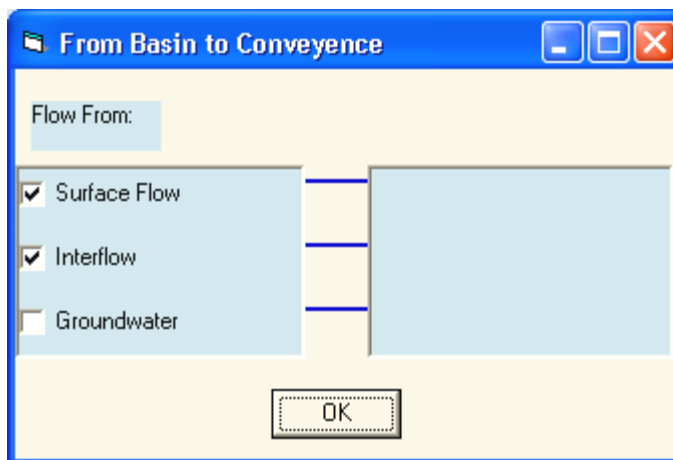 From Basin to Conveyence
Flow From:
Surface Flow
Interflow
Groundwater
OK